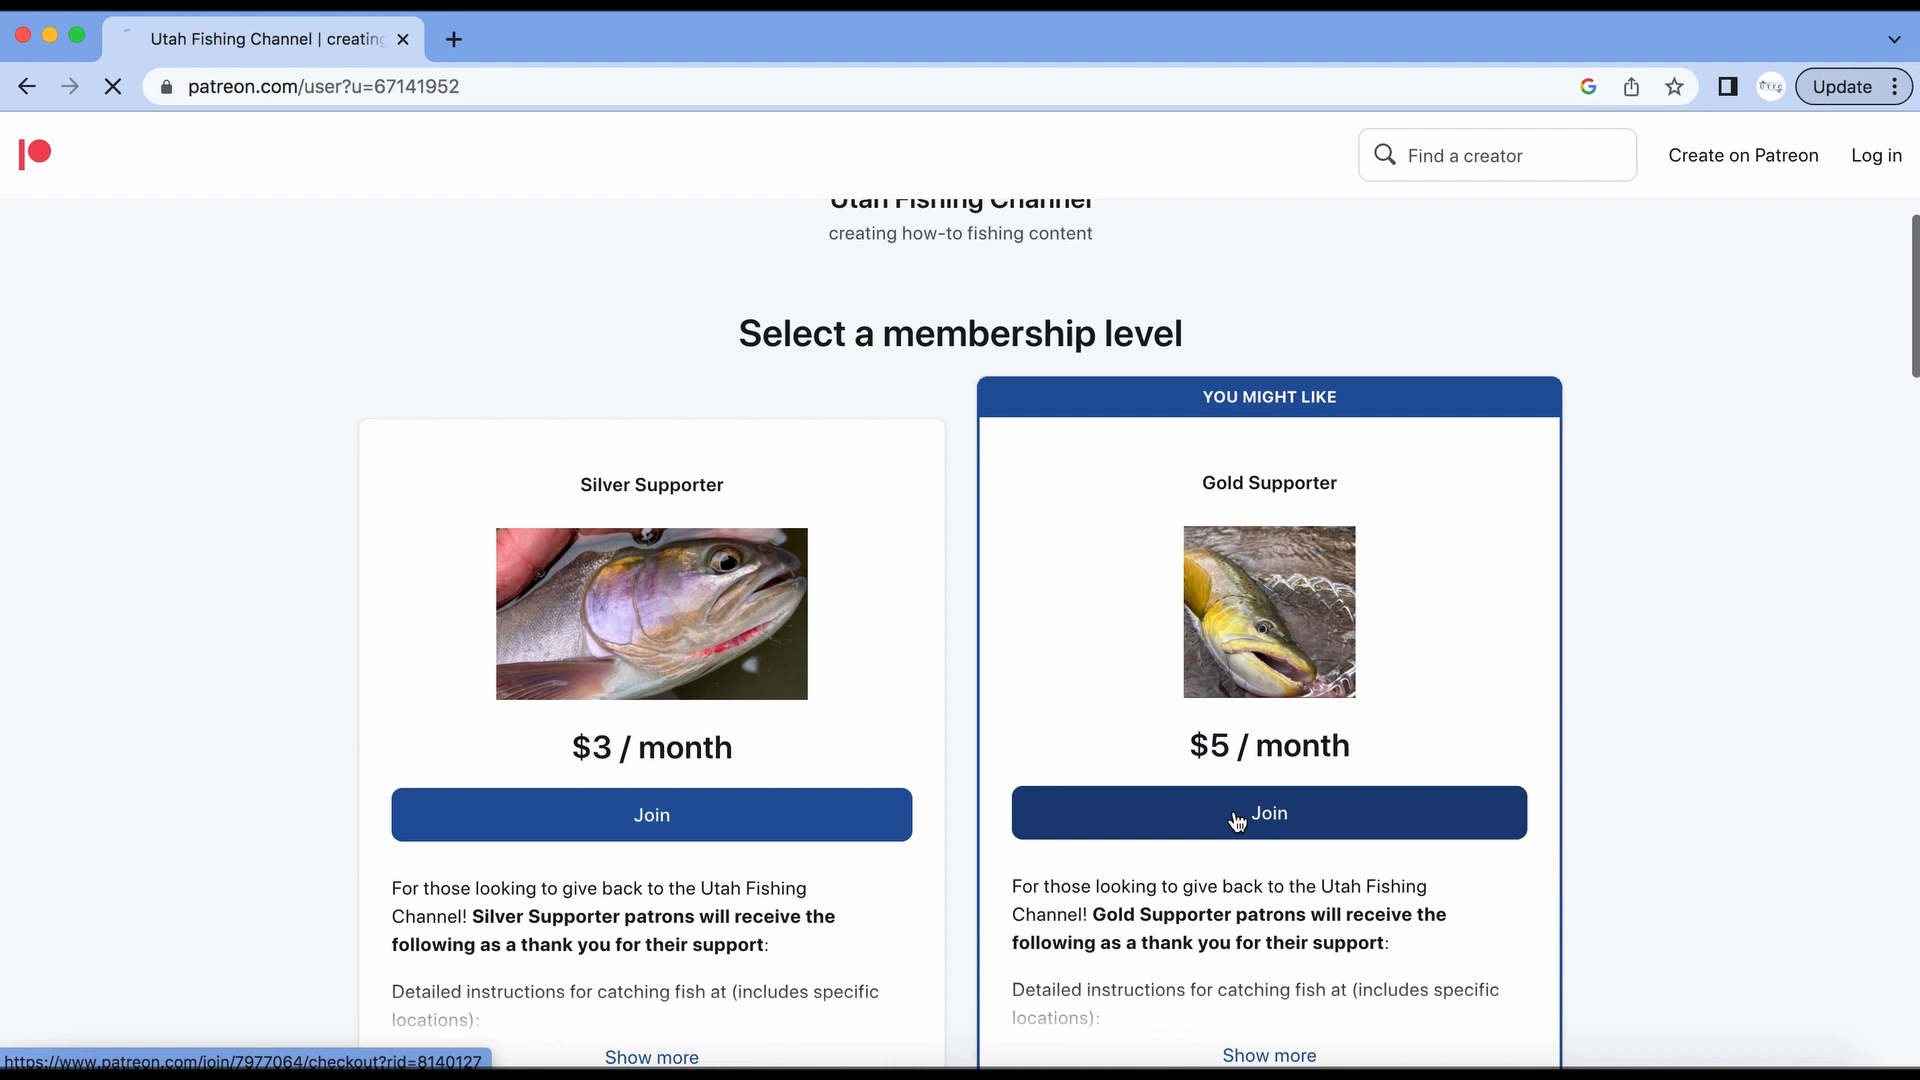 Utah Fishing Channel | creating
patreon.com/user?u=67141952
Update
Find a creator
Create on Patreon
Log in
Utah Fishing Channel
creating how-to fishing content
Select a membership level
YOU MIGHT LIKE
Silver Supporter
$3 / month
Join
For those looking to give back to the Utah Fishing
Channel! Silver Supporter patrons will receive the
following as a thank you for their support:
Detailed instructions for catching fish at (includes specific
locations):
Show more
Gold Supporter
$5 / month
Join
For those looking to give back to the Utah Fishing
Channel! Gold Supporter patrons will receive the
following as a thank you for their support:
Detailed instructions for catching fish at (includes specific
locations):
Show more
https://www.patreon.com/join/7977064/checkout?rid=8140127